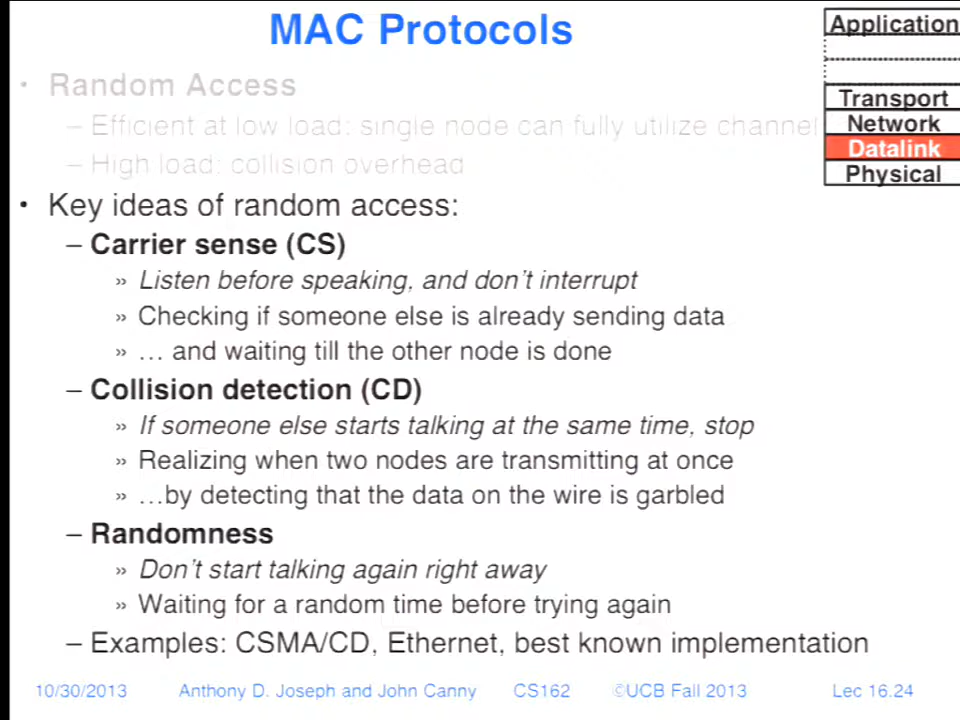 MAC Protocols
Application
Transport
Network
Datalink
Physical
• Random Access
– Efficient at low load: single node can fully utilize channel
– High load: collision overhead
• Key ideas of random access:
– Carrier sense (CS)
» Listen before speaking, and don't interrupt
» Checking if someone else is already sending data
» … and waiting till the other node is done
– Collision detection (CD)
» If someone else starts talking at the same time, stop
» Realizing when two nodes are transmitting at once
» …by detecting that the data on the wire is garbled
– Randomness
» Don't start talking again right away
» Waiting for a random time before trying again
– Examples: CSMA/CD, Ethernet, best known implementation
10/30/2013 Anthony D. Joseph and John Canny CS162 ©UCB Fall 2013 Lec 16.24